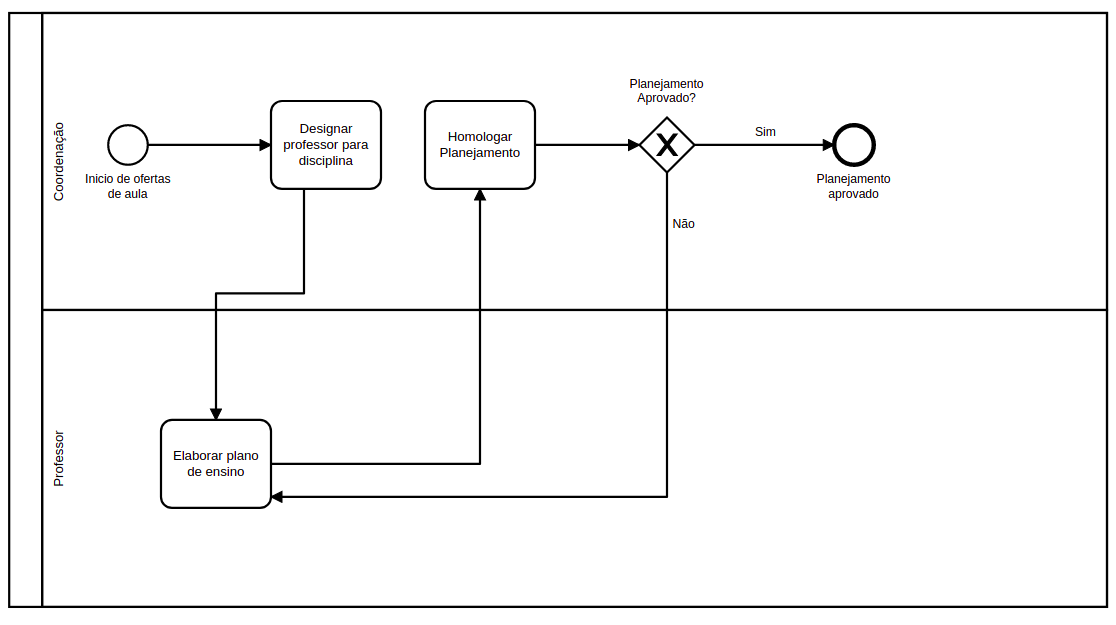 Planejamento
Aprovado?
Coordenação
Designar
professor para
disciplina
Homologar
Planejamento
Sim
Inicio de ofertas
de aula
Planejamento
aprovado
Não
Professor
Elaborar plano
de ensino